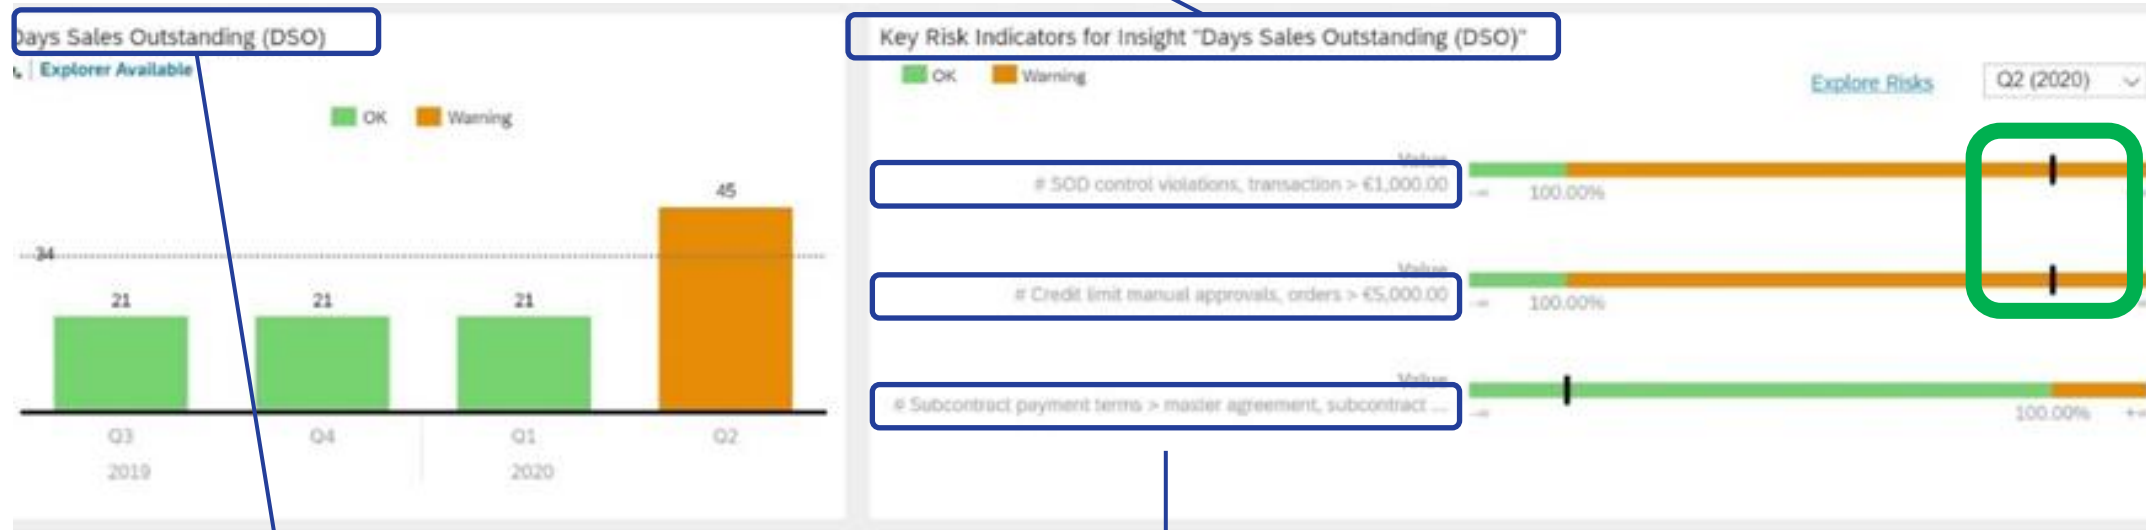 Days Sales Outstanding (DSO)
Explorer Available
OK Warning
45
34
21 21 21
Q3 Q4 Q1 Q2
2019 2020
Key Risk Indicators for Insight "Days Sales Outstanding (DSO)"
OK Warning
Explore Risks Q2 (2020)
Value
# SOD control violations, transaction > €1,000.00
-∞ 100.00%
Value
# Credit limit manual approvals, orders > €5,000.00
-∞ 100.00%
Value
# Subcontract payment terms > master agreement, subcontract ...
-∞ 100.00%